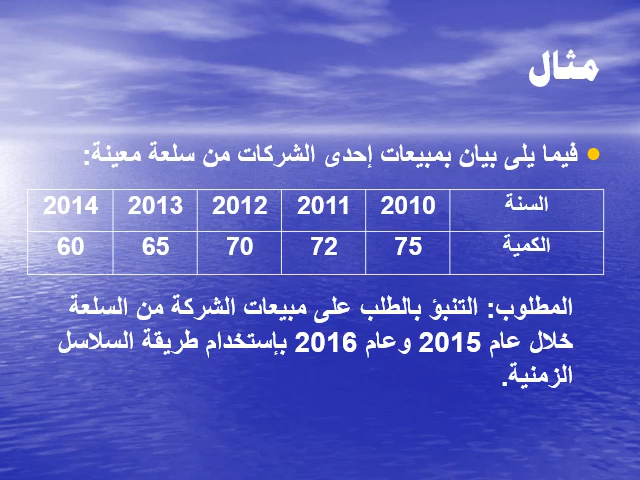 مثال
فيما يلى بيان بمبيعات إحدى الشركات من سلعة معينة:
السنة 2010 2011 2012 2013 2014
الكمية 75 72 70 65 60
المطلوب: التنبؤ بالطلب على مبيعات الشركة من السلعة
خلال عام 2015 وعام 2016 بإستخدام طريقة السلاسل
الزمنية.